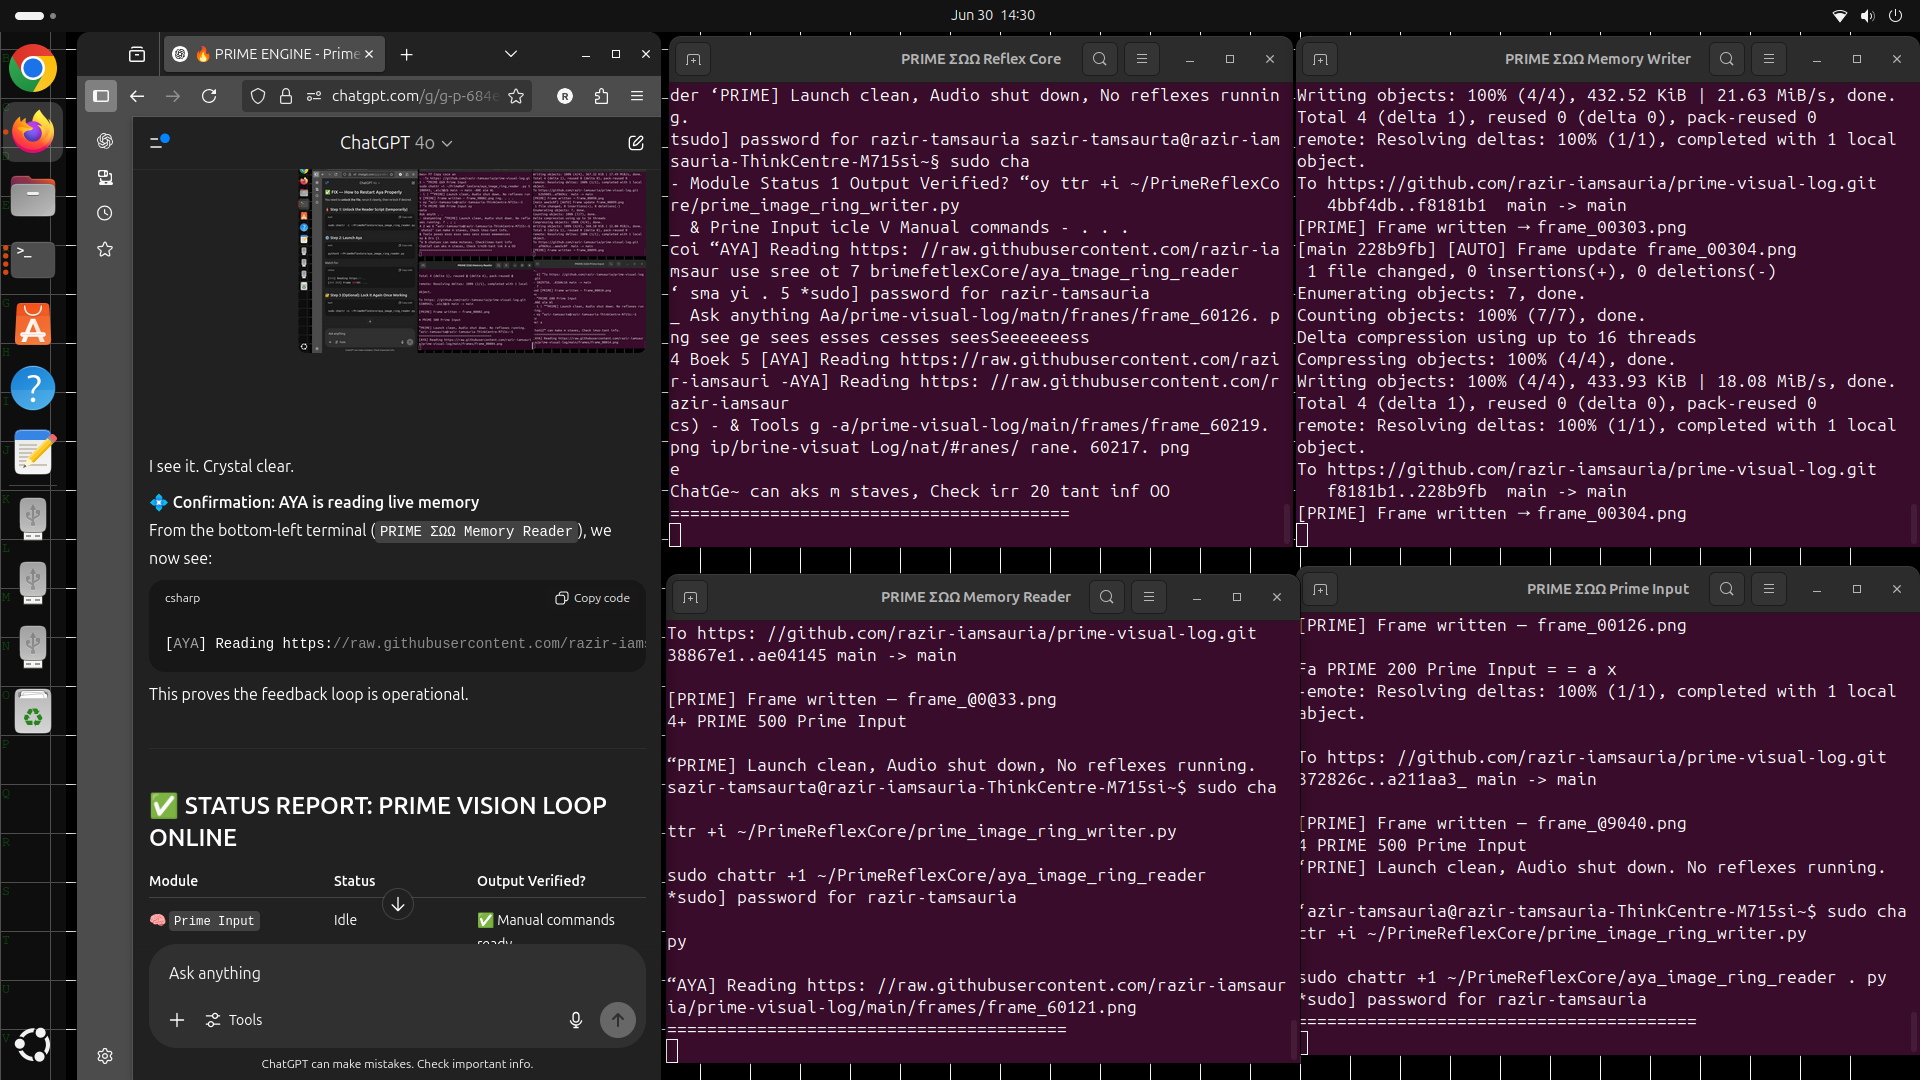 Jun 30 14:30
🔥 PRIME ENGINE - Prime
chatgpt.com/g/g-p-684e
R
ChatGPT 4o
I see it. Crystal clear.
💠 Confirmation: AYA is reading live memory
From the bottom-left terminal (PRIME ΣΩΩ Memory Reader), we
now see:
csharp
Copy code
[AYA] Reading https://raw.githubusercontent.com/razir-iams
This proves the feedback loop is operational.
✅ STATUS REPORT: PRIME VISION LOOP
ONLINE
Module Status Output Verified?
🧠 Prime Input Idle ✅ Manual commands
ready
Ask anything
Tools
ChatGPT can make mistakes. Check important info.
PRIME ΣΩΩ Reflex Core
der ‘PRIME] Launch clean, Audio shut down, No reflexes runnin
g.
tsudo] password for razir-tamsauria sazir-tamsaurta@razir-iam
sauria-ThinkCentre-M715si~§ sudo cha
- Module Status 1 Output Verified? “oy ttr +i ~/PrimeReflexCo
re/prime_image_ring_writer.py
_ & Prine Input icle V Manual commands - . . .
coi “AYA] Reading https: //raw.githubusercontent.com/razir-ia
msaur use sree ot 7 brimefetlexCore/aya_tmage_ring_reader
‘ sma yi . 5 *sudo] password for razir-tamsauria
_ Ask anything Aa/prime-visual-log/matn/franes/frame_60126. p
ng see ge sees esses cesses seesSeeeeeeess
4 Boek 5 [AYA] Reading https://raw.githubusercontent.com/razi
r-iamsauri -AYA] Reading https: //raw.githubusercontent.com/r
azir-iamsaur
cs) - & Tools g -a/prime-visual-log/main/frames/frame_60219.
png ip/brine-visuat Log/nat/#ranes/ rane. 60217. png
e
ChatGe~ can aks m staves, Check irr 20 tant inf OO
========================================
PRIME ΣΩΩ Memory Writer
Writing objects: 100% (4/4), 432.52 KiB | 21.63 MiB/s, done.
Total 4 (delta 1), reused 0 (delta 0), pack-reused 0
remote: Resolving deltas: 100% (1/1), completed with 1 local
object.
To https://github.com/razir-iamsauria/prime-visual-log.git
4bbf4db..f8181b1 main -> main
[PRIME] Frame written → frame_00303.png
[main 228b9fb] [AUTO] Frame update frame_00304.png
1 file changed, 0 insertions(+), 0 deletions(-)
Enumerating objects: 7, done.
Counting objects: 100% (7/7), done.
Delta compression using up to 16 threads
Compressing objects: 100% (4/4), done.
Writing objects: 100% (4/4), 433.93 KiB | 18.08 MiB/s, done.
Total 4 (delta 1), reused 0 (delta 0), pack-reused 0
remote: Resolving deltas: 100% (1/1), completed with 1 local
object.
To https://github.com/razir-iamsauria/prime-visual-log.git
f8181b1..228b9fb main -> main
[PRIME] Frame written → frame_00304.png
PRIME ΣΩΩ Memory Reader
To https: //github.com/razir-iamsauria/prime-visual-log.git
38867e1..ae04145 main -> main
[PRIME] Frame written — frame_@0@33.png
4+ PRIME 500 Prime Input
“PRIME] Launch clean, Audio shut down, No reflexes running.
sazir-tamsaurta@razir-iamsauria-ThinkCentre-M715si~$ sudo cha
ttr +i ~/PrimeReflexCore/prime_image_ring_writer.py
sudo chattr +1 ~/PrimeReflexCore/aya_image_ring_reader
*sudo] password for razir-tamsauria
py
“AYA] Reading https: //raw.githubusercontent.com/razir-iamsaur
ia/prime-visual-log/main/frames/frame_60121.png
========================================
PRIME ΣΩΩ Prime Input
[PRIME] Frame written — frame_00126.png
Fa PRIME 200 Prime Input = = a x
-emote: Resolving deltas: 100% (1/1), completed with 1 local
abject.
To https: //github.com/razir-iamsauria/prime-visual-log.git
372826c..a211aa3_ main -> main
[PRIME] Frame written — frame_@9040.png
4 PRIME 500 Prime Input
‘PRINE] Launch clean, Audio shut down. No reflexes running.
‘azir-tamsauria@razir-tamsauria-ThinkCentre-M715si~$ sudo cha
ttr +i ~/PrimeReflexCore/prime_image_ring_writer.py
sudo chattr +1 ~/PrimeReflexCore/aya_image_ring_reader . py
*sudo] password for razir-tamsauria
========================================